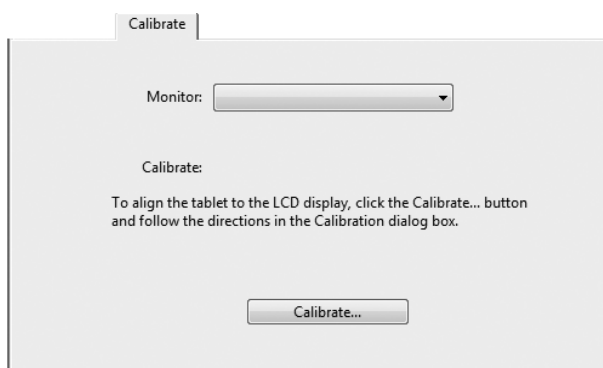 Calibrate
Monitor:
Calibrate:
To align the tablet to the LCD display, click the Calibrate... button
and follow the directions in the Calibration dialog box.
Calibrate...